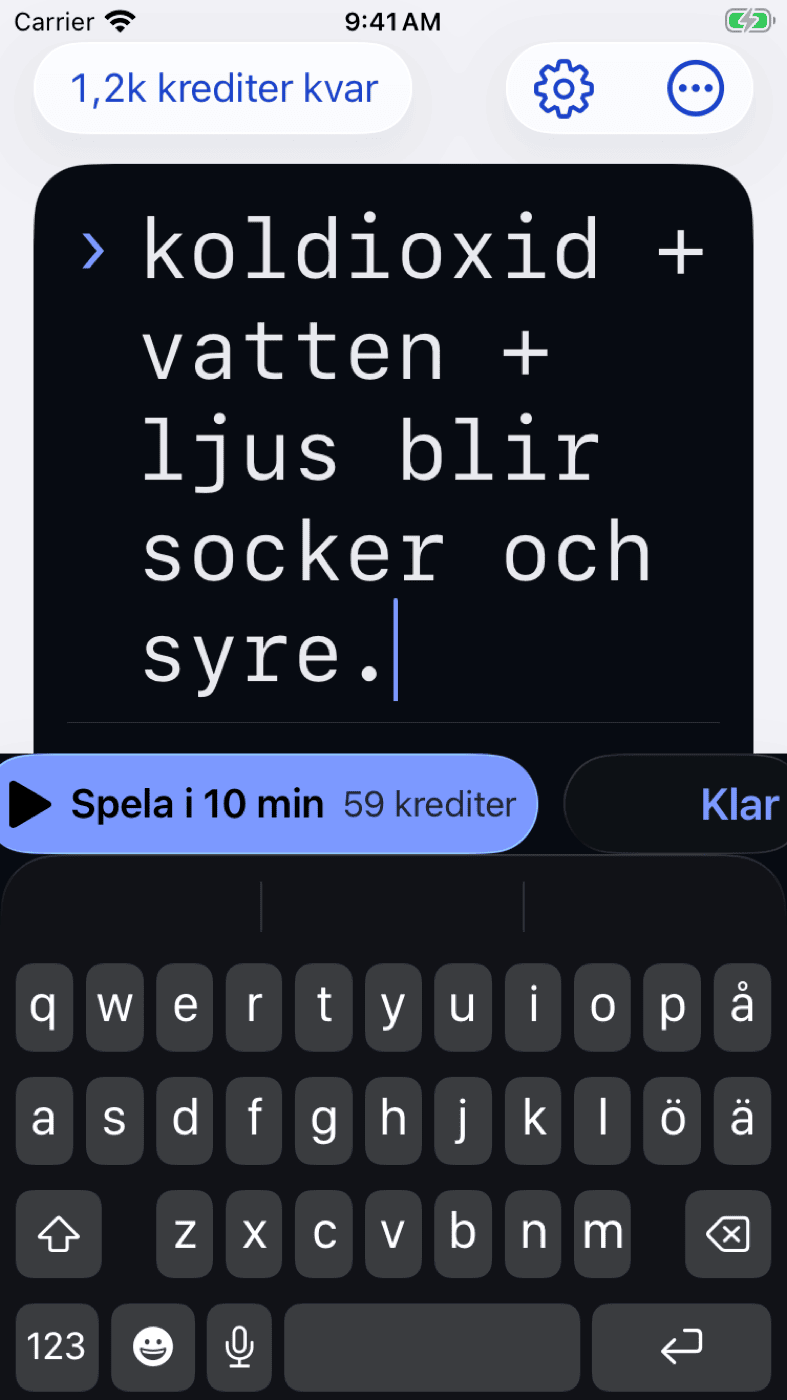 Carrier 9:41 AM
1,2k krediter kvar
› koldioxid +
vatten +
ljus blir
socker och
syre.
Spela i 10 min 59 krediter Klar
q w e r t y u i o p å
a s d f g h j k l ö ä
z x c v b n m
123